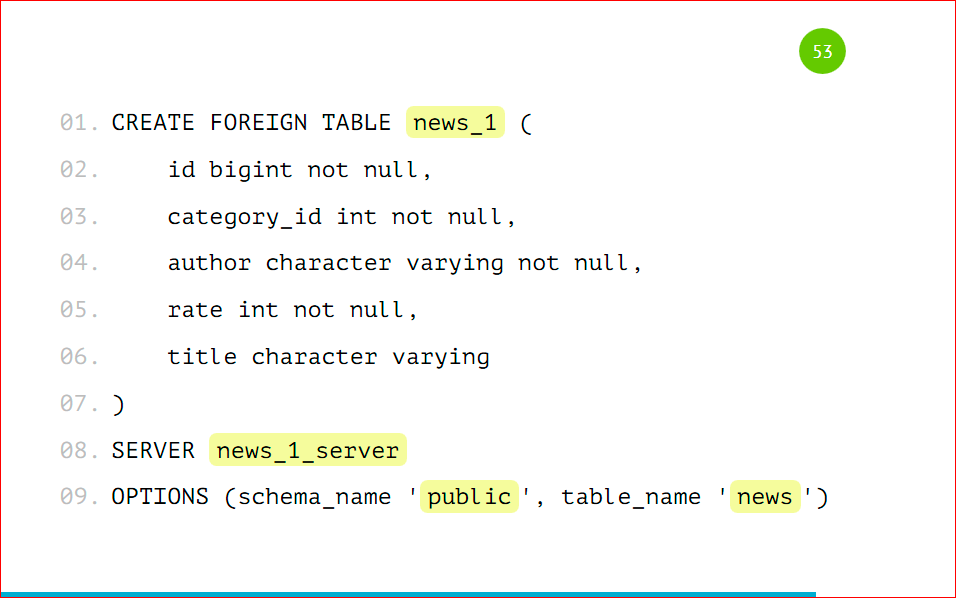 53
01. CREATE FOREIGN TABLE news_1 (
02. id bigint not null,
03. category_id int not null,
04. author character varying not null,
05. rate int not null,
06. title character varying
07. )
08. SERVER news_1_server
09. OPTIONS (schema_name 'public', table_name 'news')